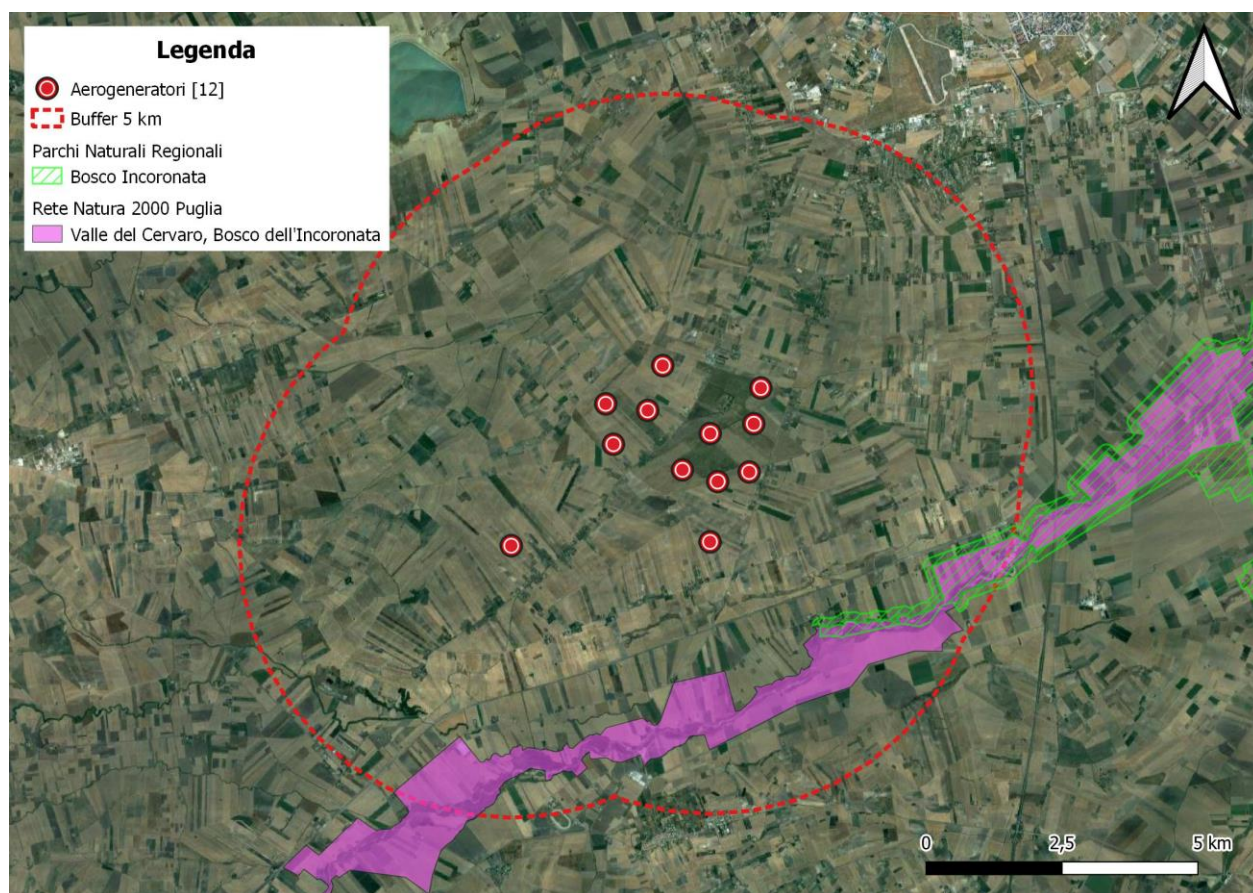 Legenda
Aerogeneratori [12]
Buffer 5 km
Parchi Naturali Regionali
Bosco Incoronata
Rete Natura 2000 Puglia
Valle del Cervaro, Bosco dell'Incoronata
0 2,5 5 km